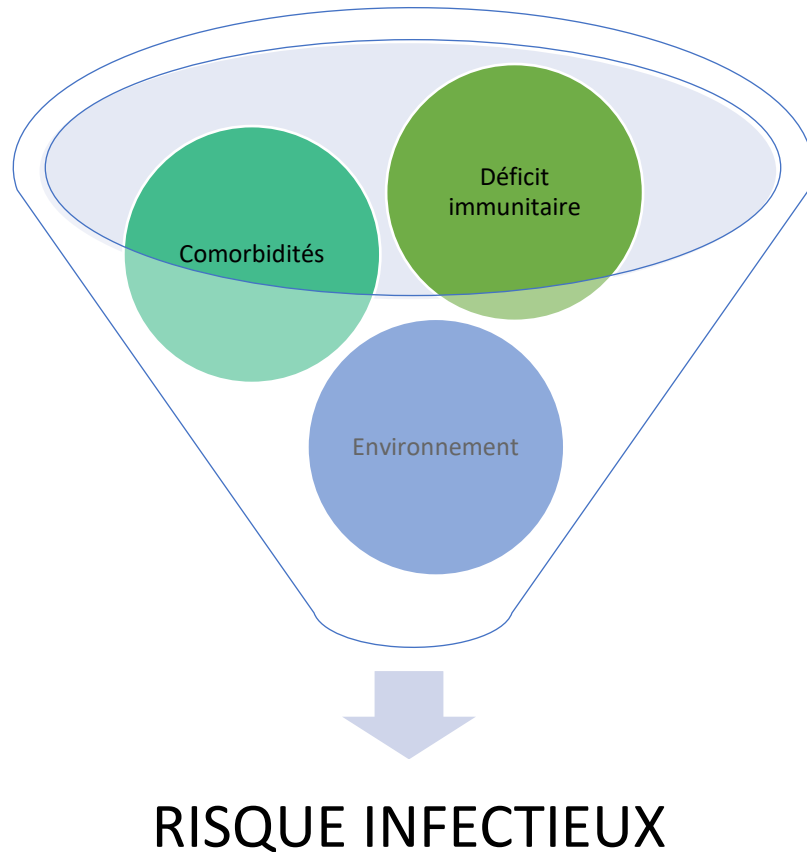 Déficit
immunitaire
Comorbidités
Environnement
RISQUE INFECTIEUX